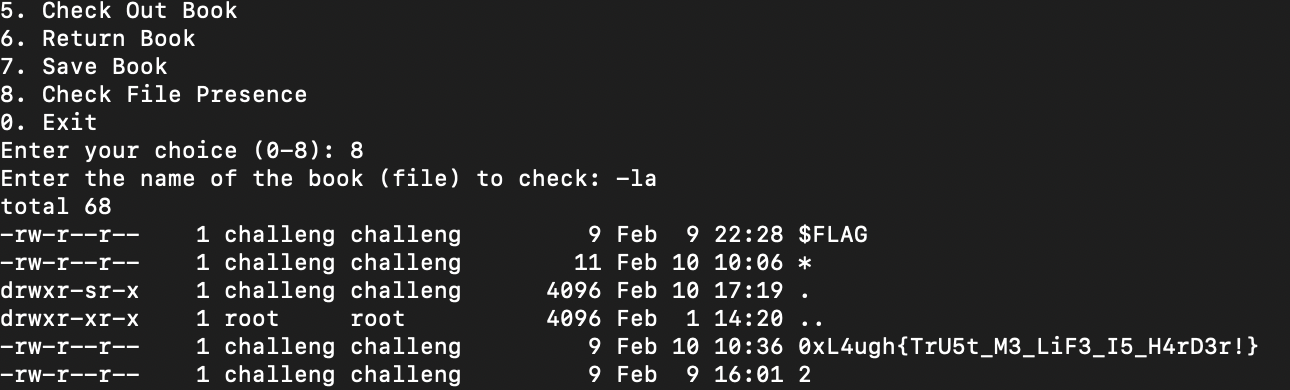 5. Check Out Book
6. Return Book
7. Save Book
8. Check File Presence
0. Exit
Enter your choice (0-8): 8
Enter the name of the book (file) to check: -la
total 68
-rw-r--r--    1 challeng challeng         9 Feb  9 22:28 $FLAG
-rw-r--r--    1 challeng challeng        11 Feb 10 10:06 *
drwxr-sr-x    1 challeng challeng      4096 Feb 10 17:19 .
drwxr-xr-x    1 root     root          4096 Feb  1 14:20 ..
-rw-r--r--    1 challeng challeng         9 Feb 10 10:36 0xL4ugh{TrU5t_M3_LiF3_I5_H4rD3r!}
-rw-r--r--    1 challeng challeng         9 Feb  9 16:01 2